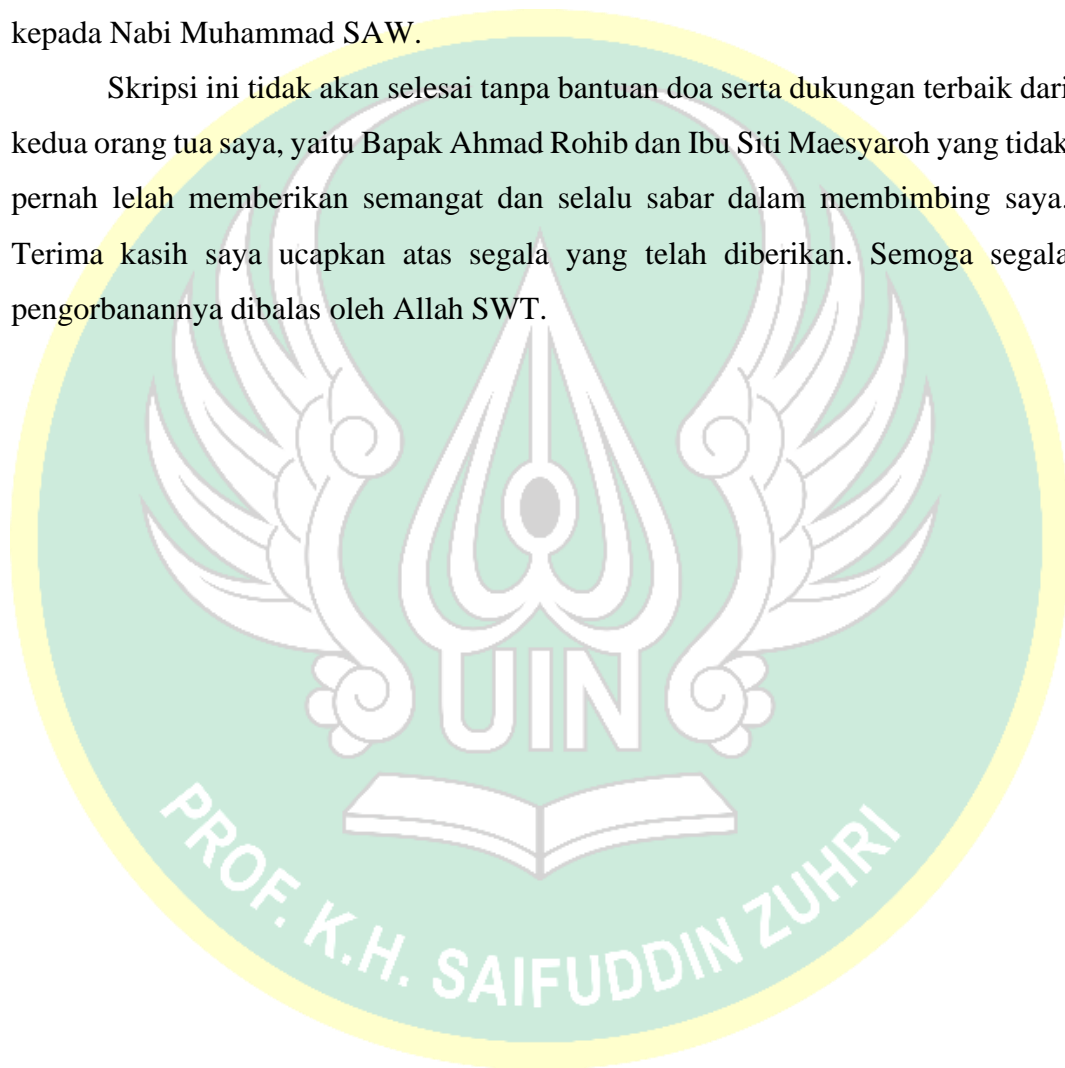 kepada Nabi Muhammad SAW.
Skripsi ini tidak akan selesai tanpa bantuan doa serta dukungan terbaik dari
kedua orang tua saya, yaitu Bapak Ahmad Rohib dan Ibu Siti Maesyaroh yang tidak
pernah lelah memberikan semangat dan selalu sabar dalam membimbing saya.
Terima kasih saya ucapkan atas segala yang telah diberikan. Semoga segala
pengorbanannya dibalas oleh Allah SWT.
UIN
PROF. K.H. SAIFUDDIN ZUHRI